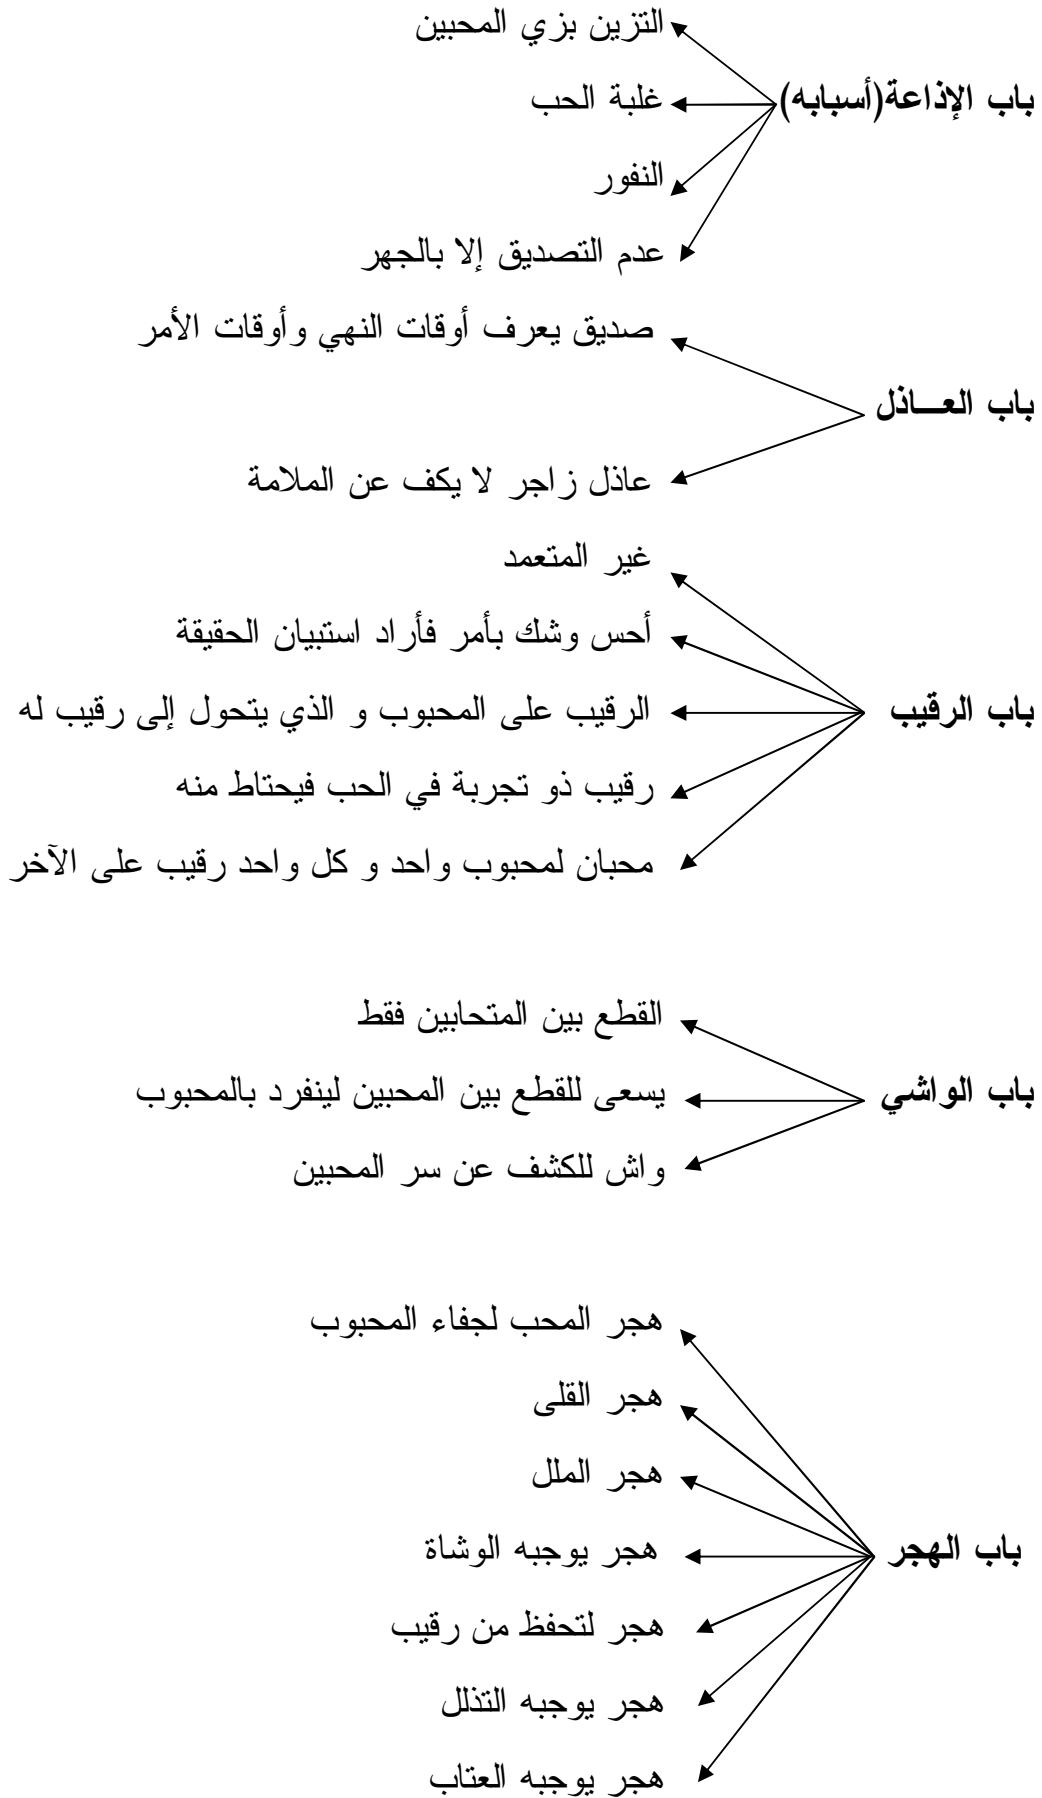 التزين بزي المحبين
باب الإذاعة(أسبابه)
غلبة الحب
النفور
عدم التصديق إلا بالجهر
صديق يعرف أوقات النهي وأوقات الأمر
باب العـــاذل
عاذل زاجر لا يكف عن الملامة
غير المتعمد
أحس وشك بأمر فأراد استبيان الحقيقة
باب الرقيب
الرقيب على المحبوب و الذي يتحول إلى رقيب له
رقيب ذو تجربة في الحب فيحتاط منه
محبان لمحبوب واحد و كل واحد رقيب على الآخر
القطع بين المتحابين فقط
باب الواشي
يسعى للقطع بين المحبين لينفرد بالمحبوب
واش للكشف عن سر المحبين
هجر المحب لجفاء المحبوب
هجر القلى
هجر الملل
باب الهجر
هجر يوجبه الوشاة
هجر لتحفظ من رقيب
هجر يوجبه التذلل
هجر يوجبه العتاب